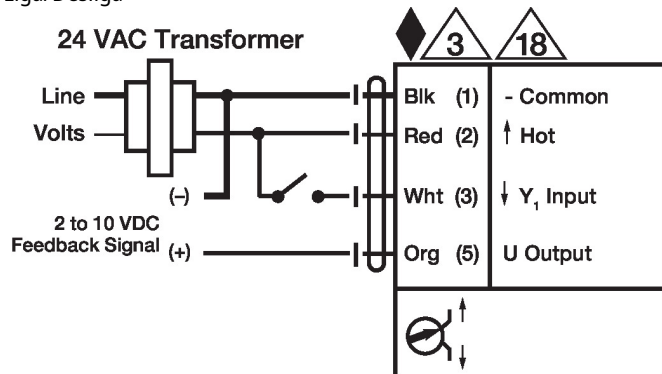 24 VAC Transformer
3
18
Line
Blk (1)
- Common
Volts
Red (2)
↑ Hot
(–)
Wht (3)
↓ Y₁ Input
2 to 10 VDC
Feedback Signal (+)
Org (5)
U Output